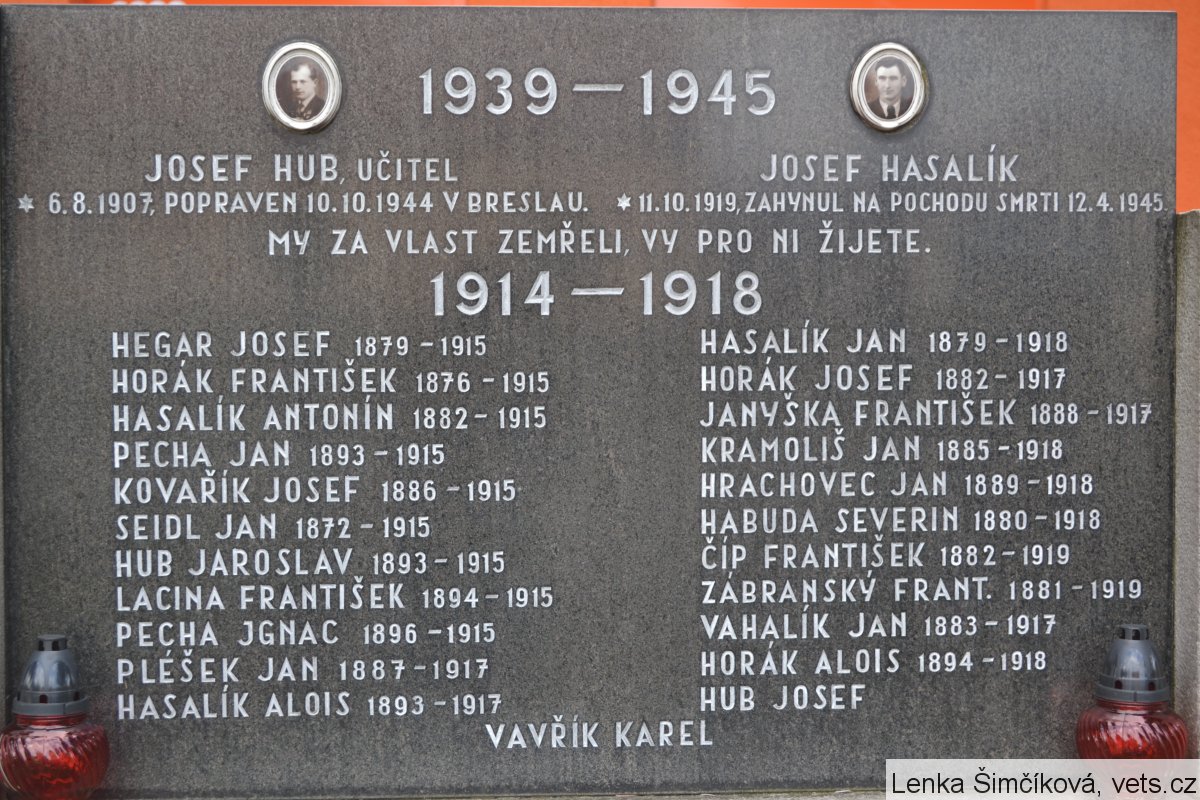 1939 – 1945
JOSEF HUB, UČITEL
* 6.8.1907, POPRAVEN 10.10.1944 V BRESLAU.
JOSEF HASALÍK
* 11.10.1919, ZAHYNUL NA POCHODU SMRTI 12.4.1945.
MY ZA VLAST ZEMŘELI, VY PRO NI ŽIJETE.
1914 – 1918
HEGAR JOSEF 1879 – 1915
HORÁK FRANTIŠEK 1876 – 1915
HASALÍK ANTONÍN 1882 – 1915
PECHA JAN 1893 – 1915
KOVAŘÍK JOSEF 1886 – 1915
SEIDL JAN 1872 – 1915
HUB JAROSLAV 1893 – 1915
LACINA FRANTIŠEK 1894 – 1915
PECHA JGNAC 1896 – 1915
PLÉŠEK JAN 1887 – 1917
HASALÍK ALOIS 1893 – 1917
HASALÍK JAN 1879 – 1918
HORÁK JOSEF 1882 – 1917
JANYŠKA FRANTIŠEK 1888 – 1917
KRAMOLIŠ JAN 1885 – 1918
HRACHOVEC JAN 1889 – 1918
HABUDA SEVERIN 1880 – 1918
ČÍP FRANTIŠEK 1882 – 1919
ZÁBRANSKÝ FRANT. 1881 – 1919
VAHALÍK JAN 1883 – 1917
HORÁK ALOIS 1894 – 1918
HUB JOSEF
VAVŘÍK KAREL
Lenka Šimčíková, vets.cz